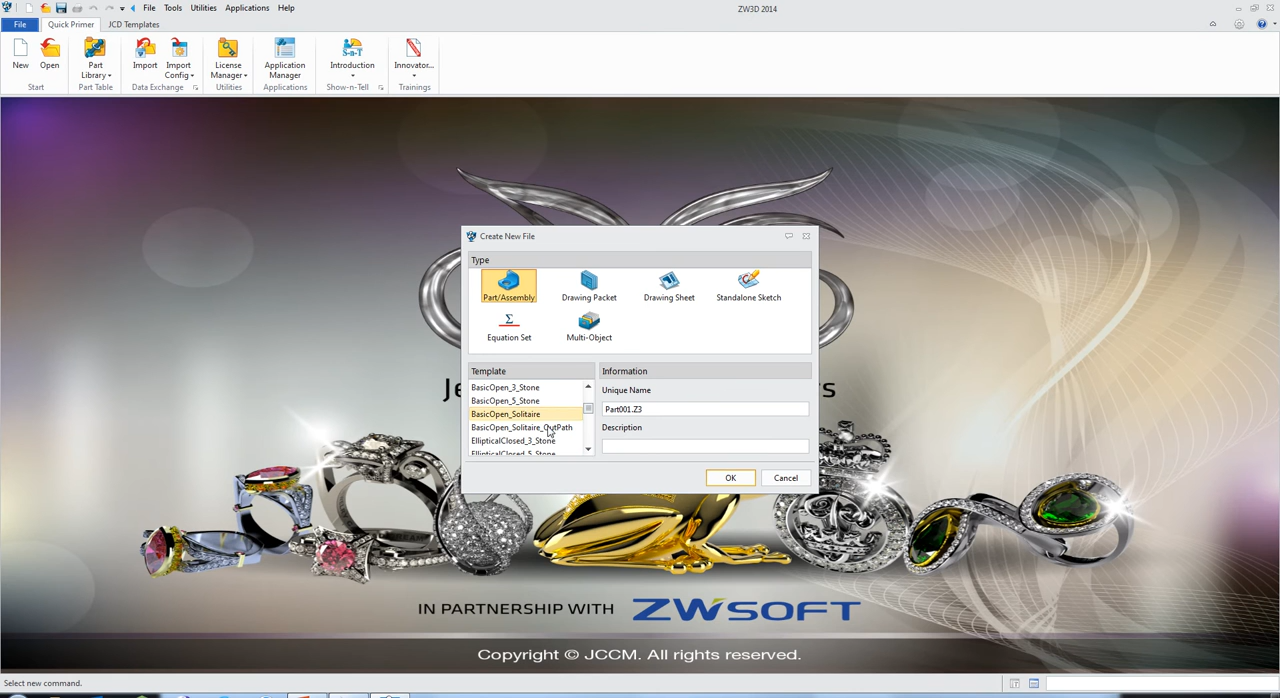 File Tools Utilities Applications Help
ZW3D 2014
File Quick Primer JCD Templates
New Open Part Library Import Import Config License Manager Application Manager Introduction Innovator...
Start Part Table Data Exchange Utilities Applications Show-n-Tell Trainings
Create New File
Type
Part/Assembly Drawing Packet Drawing Sheet Standalone Sketch
Equation Set Multi-Object
Template Information
BasicOpen_3_Stone
Unique Name
BasicOpen_5_Stone
Part001.Z3
BasicOpen_Solitaire
BasicOpen_Solitaire_OutPath
Description
EllipticalClosed_3_Stone
EllipticalClosed_5_Stone
OK Cancel
IN PARTNERSHIP WITH ZWSOFT
Copyright © JCCM. All rights reserved.
Select new command.